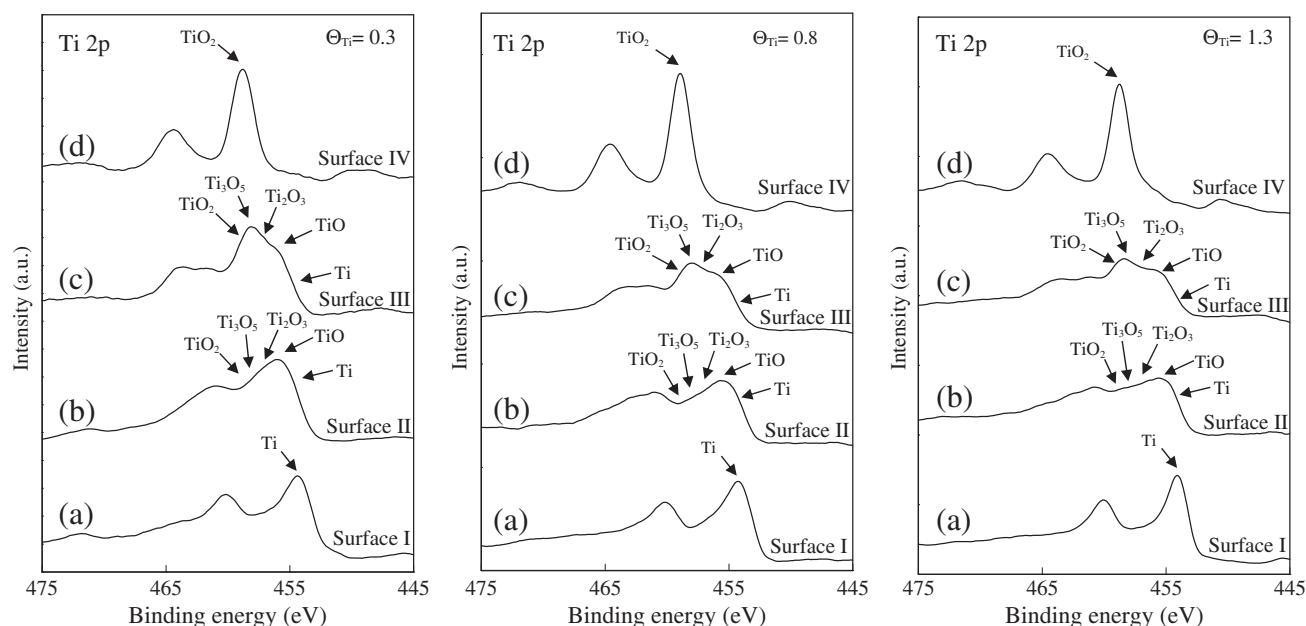 Ti 2p
Θ_Ti = 0.3
TiO₂
(d)
Surface IV
Ti₃O₅
TiO₂
Ti₂O₃
TiO
(c)
Ti
Surface III
Ti₃O₅
Ti₂O₃
TiO₂
TiO
Ti
(b)
Surface II
Ti
(a)
Surface I
Intensity (a.u.)
475 465 455 445
Binding energy (eV)
Ti 2p
Θ_Ti = 0.8
TiO₂
(d)
Surface IV
Ti₃O₅
Ti₂O₃
TiO₂
TiO
(c)
Ti
Surface III
Ti₃O₅
Ti₂O₃
TiO₂
TiO
Ti
(b)
Surface II
Ti
(a)
Surface I
Intensity (a.u.)
475 465 455 445
Binding energy (eV)
Ti 2p
Θ_Ti = 1.3
TiO₂
(d)
Surface IV
Ti₃O₅
Ti₂O₃
TiO₂
TiO
(c)
Ti
Surface III
Ti₃O₅
Ti₂O₃
TiO₂
TiO
Ti
(b)
Surface II
Ti
(a)
Surface I
Intensity (a.u.)
475 465 455 445
Binding energy (eV)